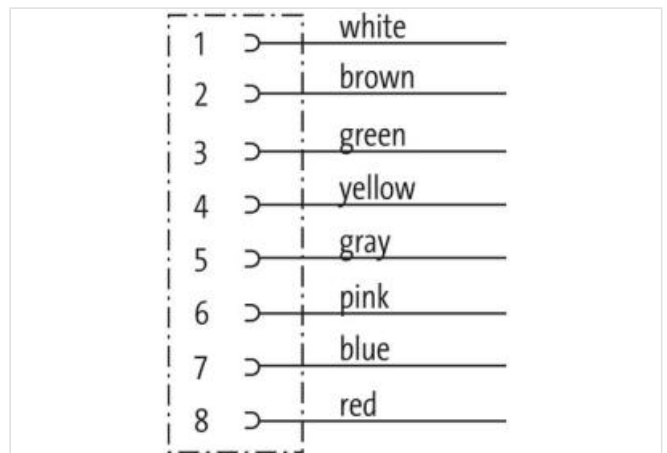 1 white
2 brown
3 green
4 yellow
5 gray
6 pink
7 blue
8 red